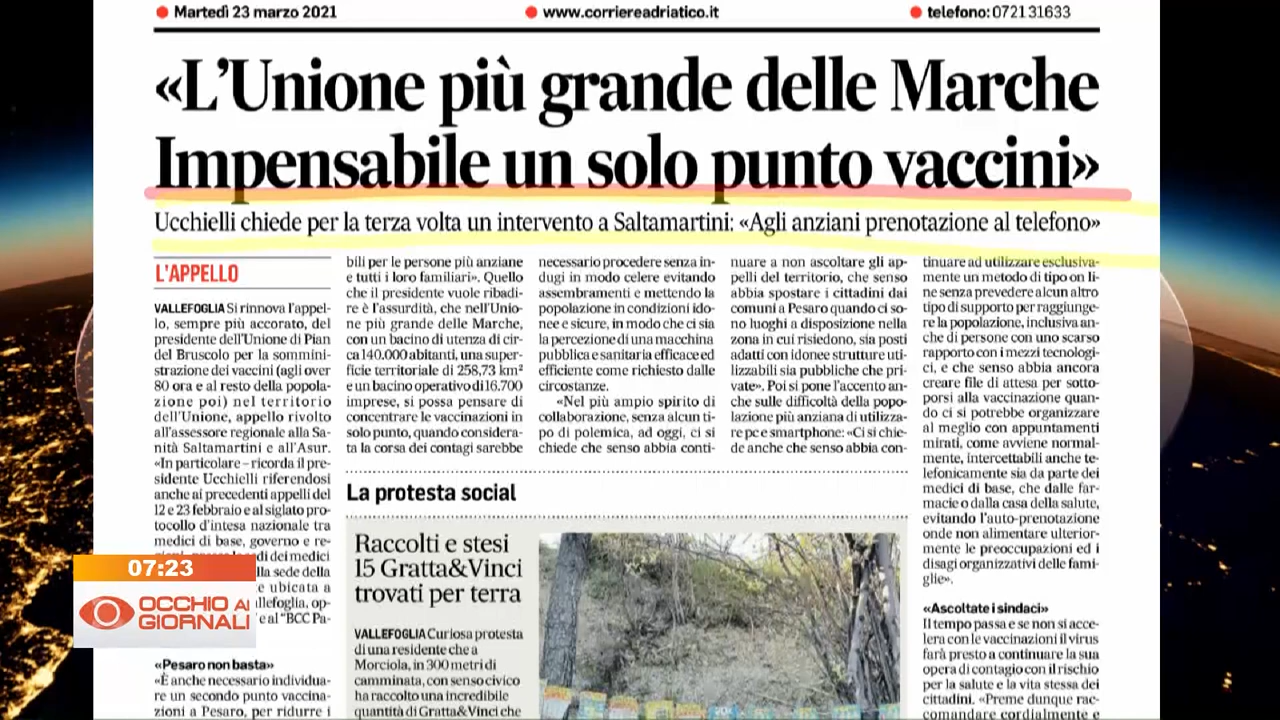 Martedì 23 marzo 2021
www.corriereadriatico.it
telefono: 0721 31633
«L'Unione più grande delle Marche
Impensabile un solo punto vaccini»
Ucchielli chiede per la terza volta un intervento a Saltamartini: «Agli anziani prenotazione al telefono»
L'APPELLO
VALLEFOGLIA Si rinnova l'appel-
lo, sempre più accorato, del
presidente dell'Unione di Pian
del Bruscolo per la sommini-
strazione dei vaccini (agli over
80 ora e al resto della popola-
zione poi) nel territorio
dell'Unione, appello rivolto
all'assessore regionale alla Sa-
nità Saltamartini e all'Asur.
«In particolare – ricorda il pre-
sidente Ucchielli riferendosi
anche ai precedenti appelli del
12 e 23 febbraio e al siglato pro-
tocollo d'intesa nazionale tra
medici di base, governo e re-
di dei medici
lla sede della
e ubicata a
allefoglia, op-
e al "BCC Pa-
«Pesaro non basta»
«È anche necessario individua-
re un secondo punto vaccina-
zioni a Pesaro, per ridurre i
bili per le persone più anziane
e tutti i loro familiari». Quello
che il presidente vuole ribadi-
re è l'assurdità, che nell'Unio-
ne più grande delle Marche,
con un bacino di utenza di cir-
ca 140.000 abitanti, una super-
ficie territoriale di 258,73 km²
e un bacino operativo di 16.700
imprese, si possa pensare di
concentrare le vaccinazioni in
solo punto, quando considera-
ta la corsa dei contagi sarebbe
necessario procedere senza in-
dugi in modo celere evitando
assembramenti e mettendo la
popolazione in condizioni ido-
nee e sicure, in modo che ci sia
la percezione di una macchina
pubblica e sanitaria efficace ed
efficiente come richiesto dalle
circostanze.
«Nel più ampio spirito di
collaborazione, senza alcun ti-
po di polemica, ad oggi, ci si
chiede che senso abbia conti-
nuare a non ascoltare gli ap-
pelli del territorio, che senso
abbia spostare i cittadini dai
comuni a Pesaro quando ci so-
no luoghi a disposizione nella
zona in cui risiedono, sia posti
adatti con idonee strutture uti-
lizzabili sia pubbliche che pri-
vate». Poi si pone l'accento an-
che sulle difficoltà della popo-
lazione più anziana di utilizza-
re pc e smartphone: «Ci si chie-
de anche che senso abbia con-
tinuare ad utilizzare esclusiva-
mente un metodo di tipo on li-
ne senza prevedere alcun altro
tipo di supporto per raggiunge-
re la popolazione, inclusiva an-
che di persone con uno scarso
rapporto con i mezzi tecnologi-
ci, e che senso abbia ancora
creare file di attesa per sotto-
porsi alla vaccinazione quan-
do ci si potrebbe organizzare
al meglio con appuntamenti
mirati, come avviene normal-
mente, intercettabili anche te-
lefonicamente sia da parte dei
medici di base, che dalle far-
macie o dalla casa della salute,
evitando l'auto-prenotazione
onde non alimentare ulterior-
mente le preoccupazioni ed i
disagi organizzativi delle fami-
glie».
«Ascoltate i sindaci»
Il tempo passa e se non si acce-
lera con le vaccinazioni il virus
farà presto a continuare la sua
opera di contagio con il rischio
per la salute e la vita stessa dei
cittadini. «Preme dunque rac-
comandare cordialmente e
La protesta social
Raccolti e stesi
15 Gratta&Vinci
trovati per terra
VALLEFOGLIA Curiosa protesta
di una residente che a
Morciola, in 300 metri di
camminata, con senso civico
ha raccolto una incredibile
quantità di Gratta&Vinci che
07:23
OCCHIO AI
GIORNALI